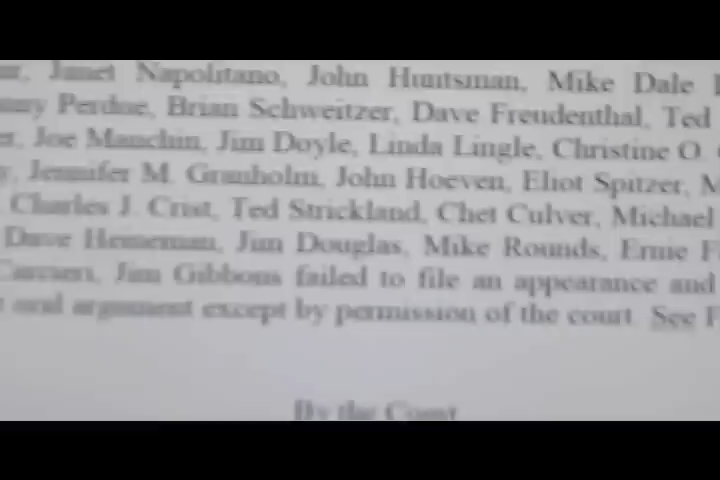 Janet Napolitano, John Huntsman, Mike Dale
Perdue, Brian Schweitzer, Dave Freudenthal, Ted
Joe Manchin, Jim Doyle, Linda Lingle, Christine O.
Jennifer M. Granholm, John Hoeven, Eliot Spitzer, M
Charles J. Crist, Ted Strickland, Chet Culver, Michael
Dave Heineman, Jim Douglas, Mike Rounds, Ernie F
Jim Gibbons failed to file an appearance and
oral argument except by permission of the court. See F
By the Court